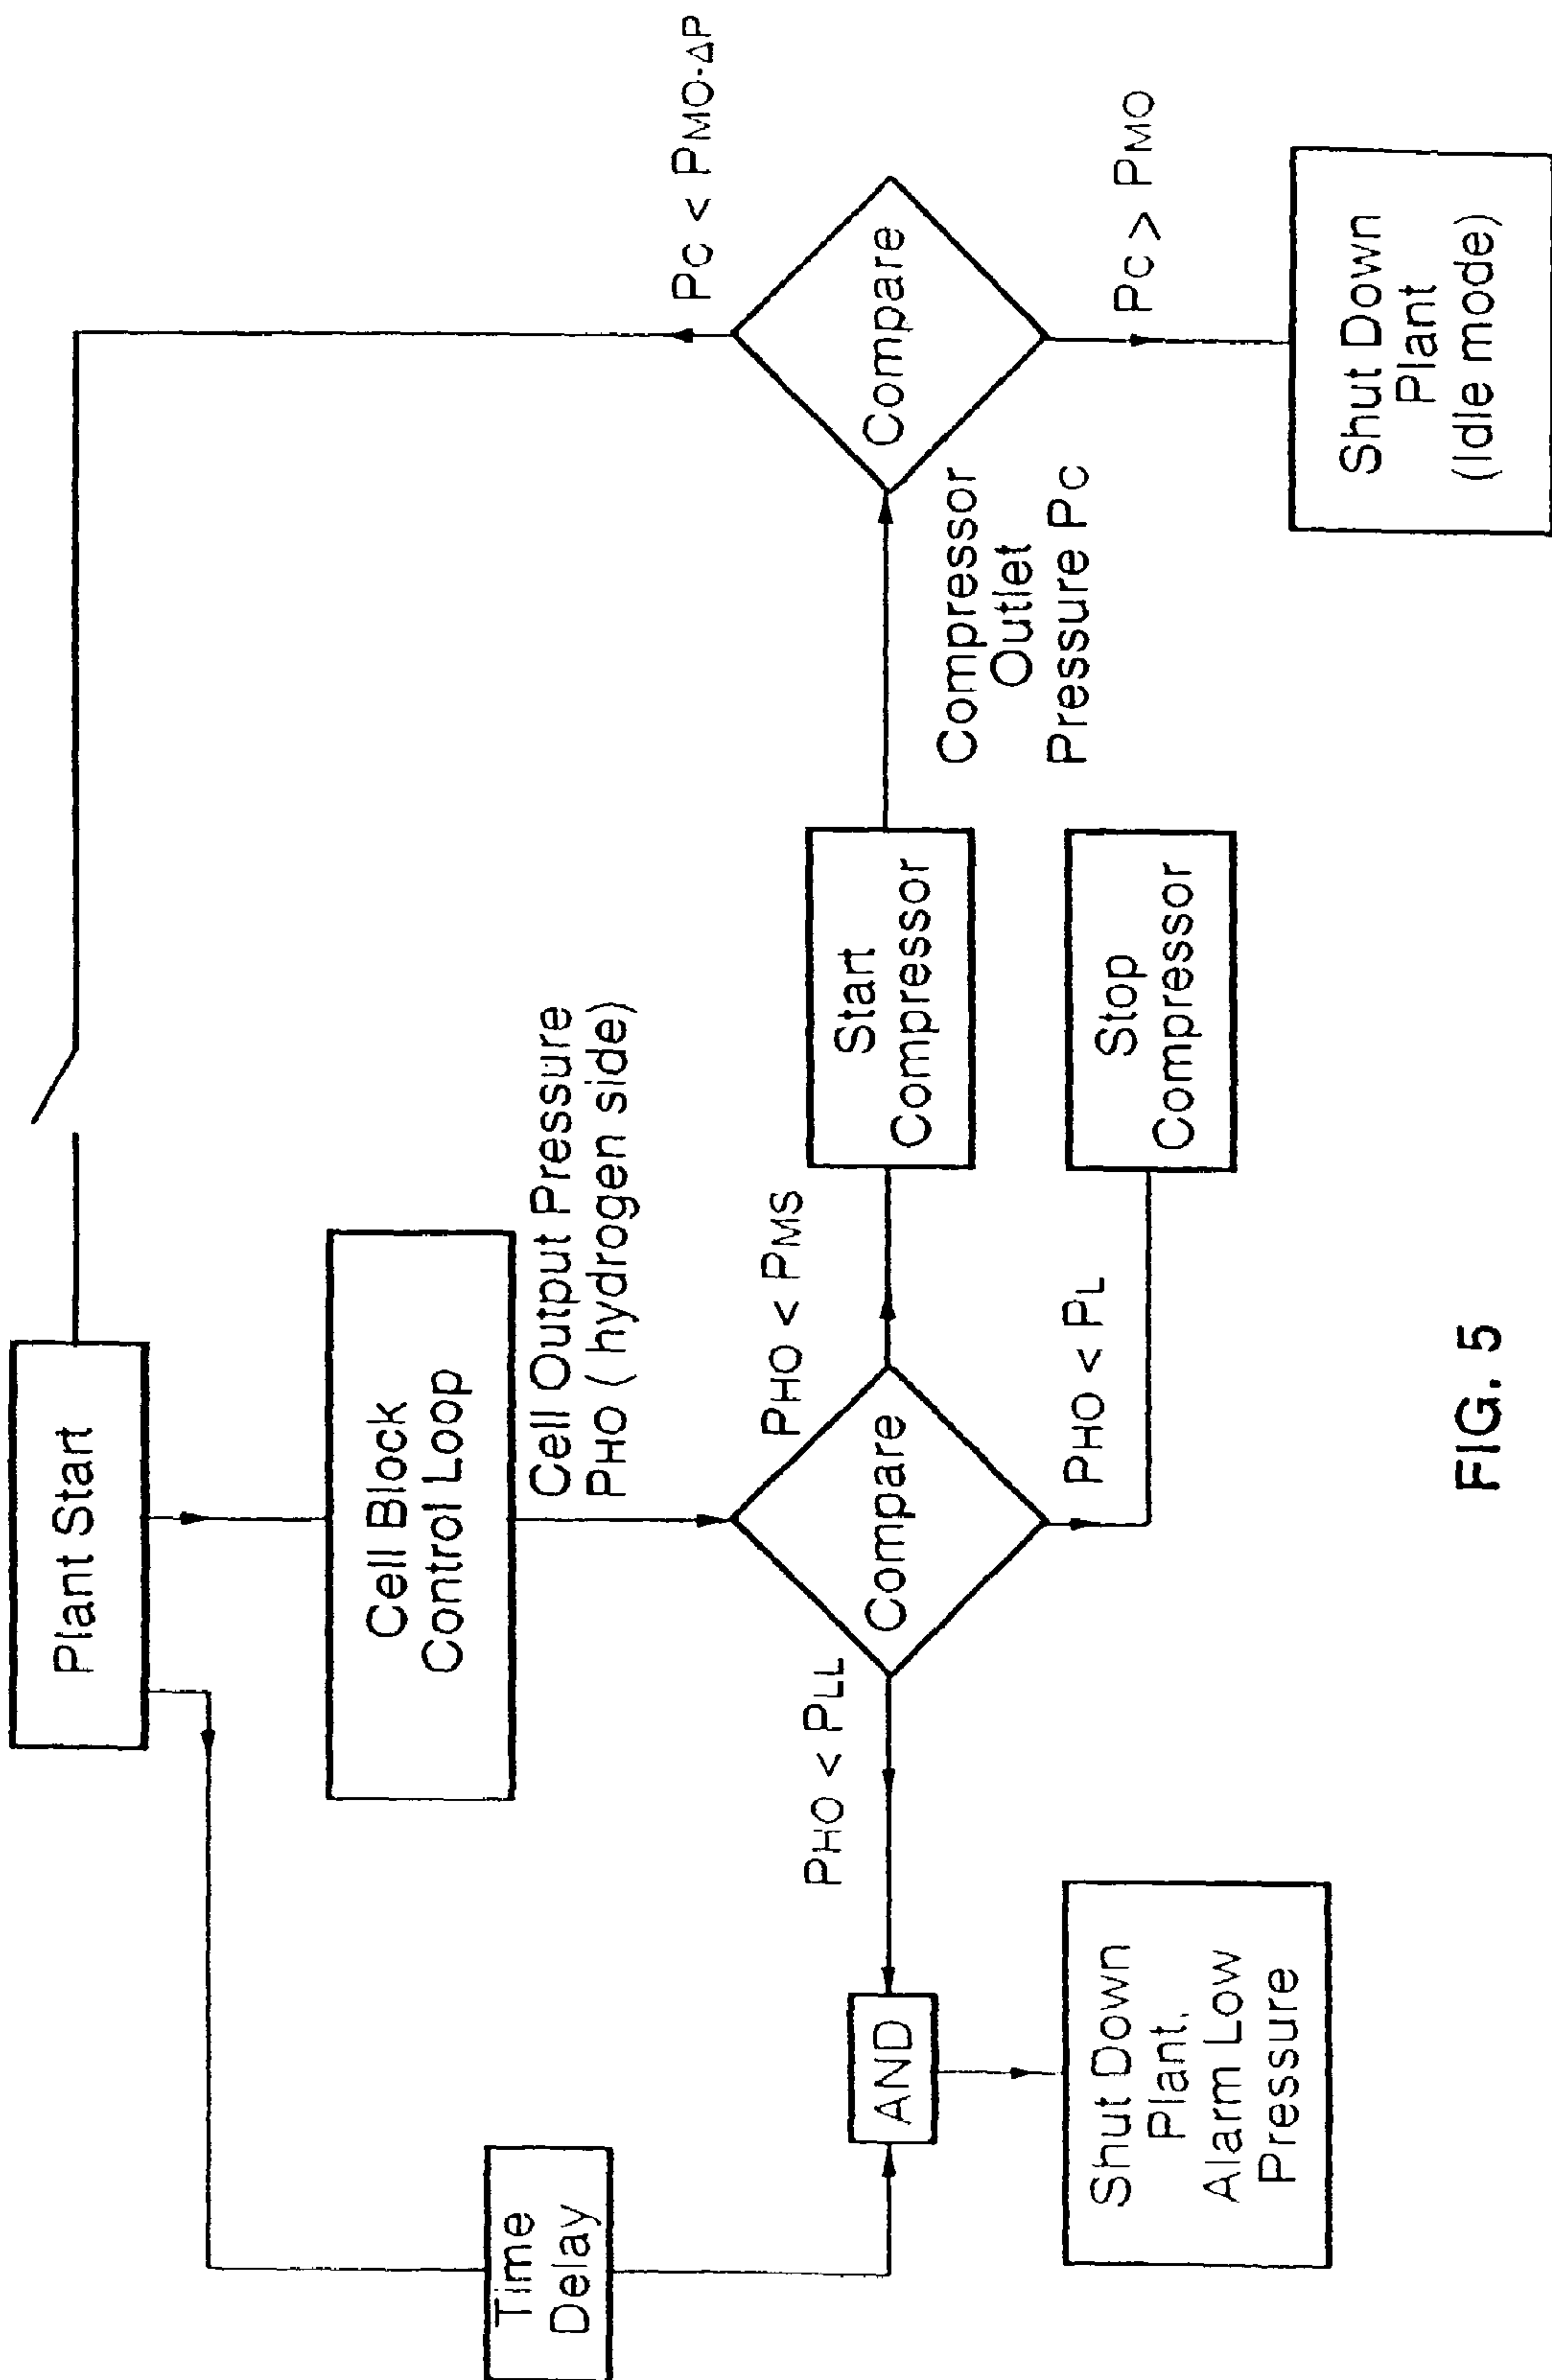 Plant Start
Cell Block
Control Loop
Cell Output Pressure
PHO ( hydrogen side)
Time
Delay
Compare
PHO < PLL
AND
Shut Down
Plant.
Alarm Low
Pressure
PHO < PMS
Start
Compressor
PHO < PL
Stop
Compressor
Compressor
Outlet
Pressure PC
Compare
PC < PMO-ΔP
PC > PMO
Shut Down
Plant
(Idle mode)
FIG. 5